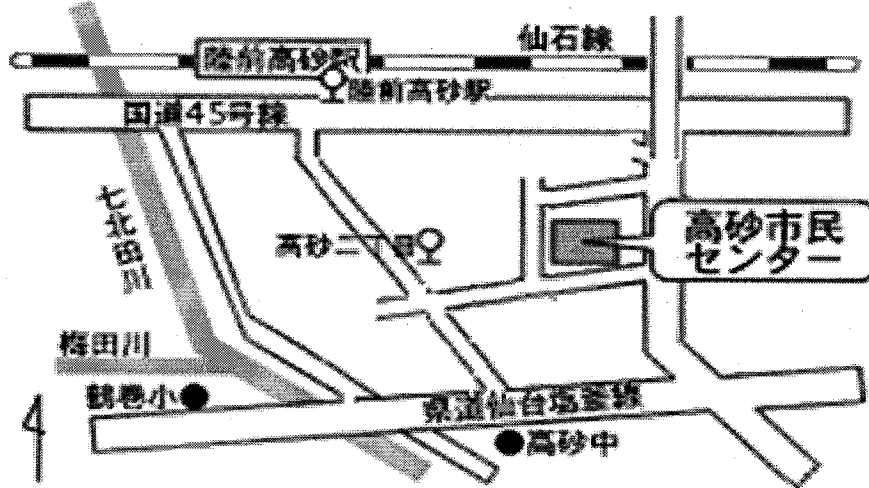 仙石線
陸前高砂駅
陸前高砂駅
国道45号線
七北田川
高砂二丁目
高砂市民
センター
梅田川
鶴巻小
県道仙台塩釜線
高砂中